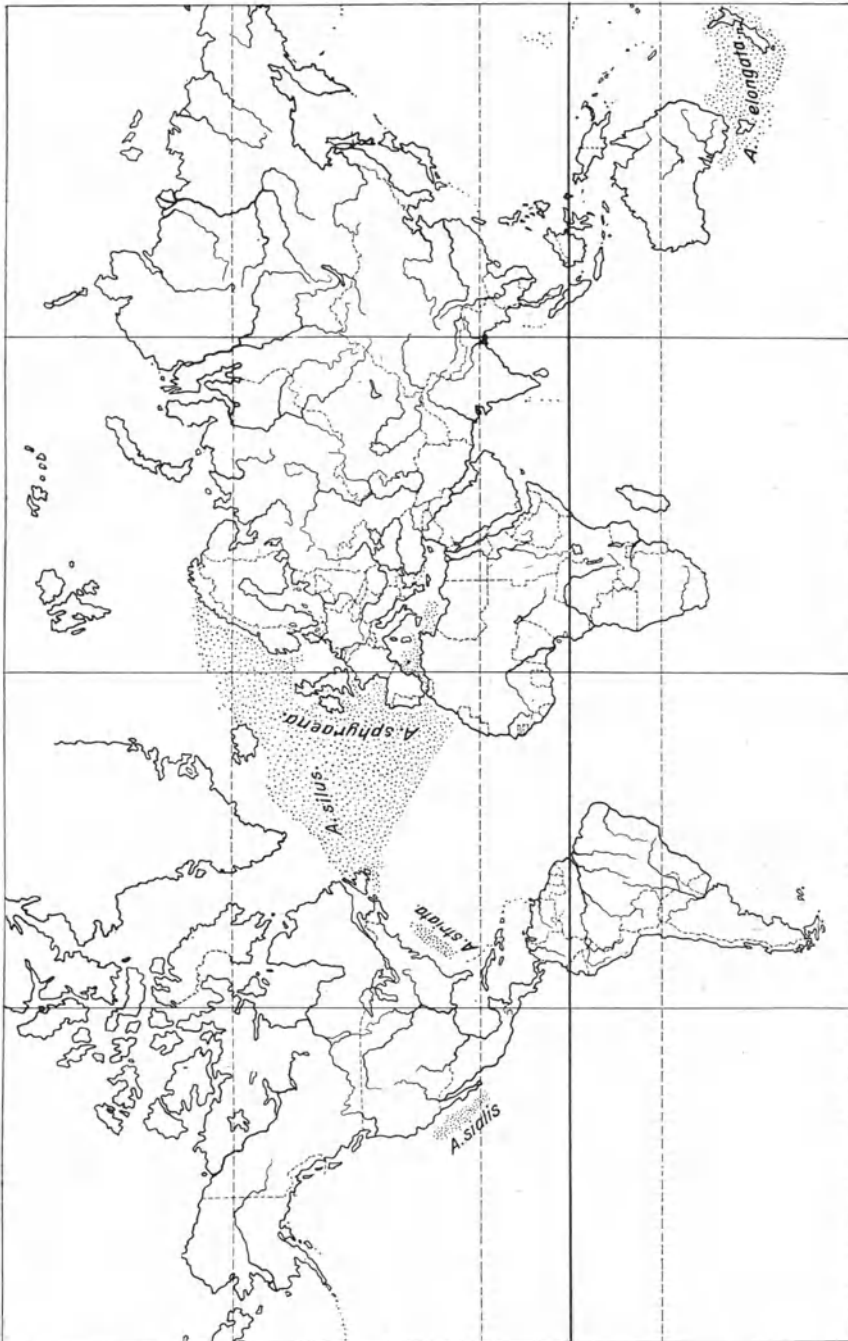 A. sphyraena.
A. silus.
A. striata.
A. sialis
A. elongata n.